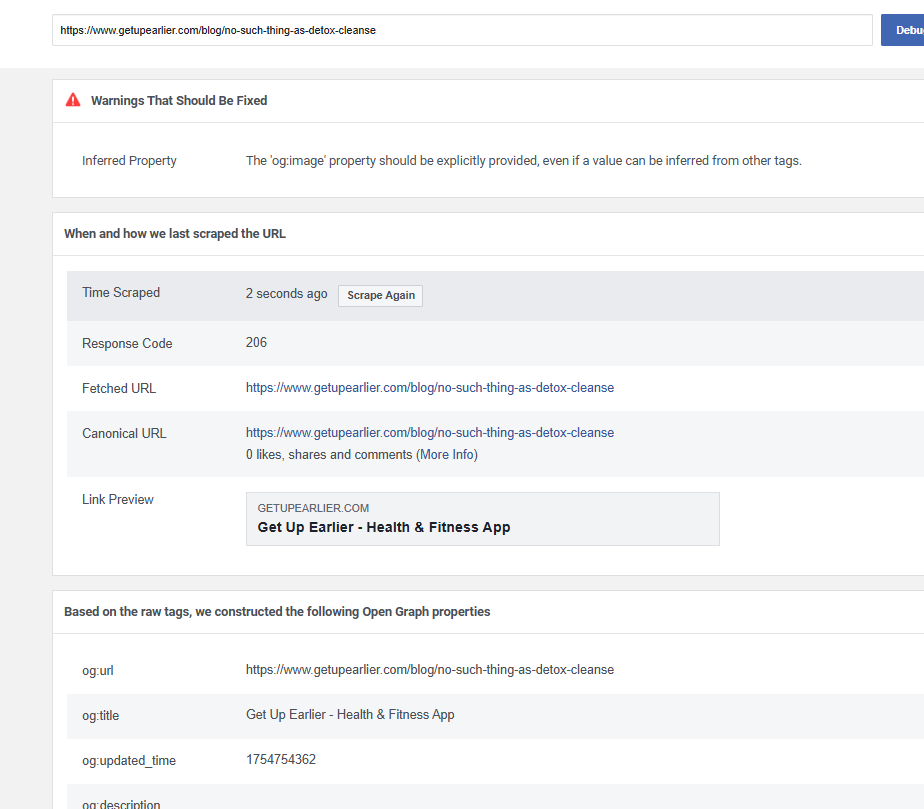 https://www.getupearlier.com/blog/no-such-thing-as-detox-cleanse
Warnings That Should Be Fixed
Inferred Property The 'og:image' property should be explicitly provided, even if a value can be inferred from other tags.
When and how we last scraped the URL
Time Scraped 2 seconds ago Scrape Again
Response Code 206
Fetched URL https://www.getupearlier.com/blog/no-such-thing-as-detox-cleanse
Canonical URL https://www.getupearlier.com/blog/no-such-thing-as-detox-cleanse
0 likes, shares and comments (More Info)
Link Preview
GETUPEARLIER.COM
Get Up Earlier - Health & Fitness App
Based on the raw tags, we constructed the following Open Graph properties
og:url https://www.getupearlier.com/blog/no-such-thing-as-detox-cleanse
og:title Get Up Earlier - Health & Fitness App
og:updated_time 1754754362
og:description